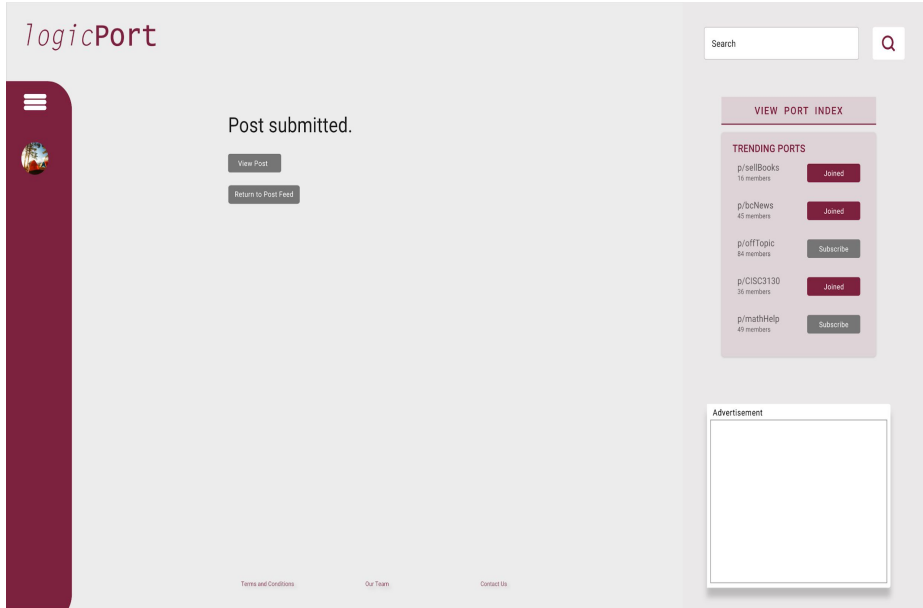 logicPort
Search
VIEW PORT INDEX
Post submitted.
View Post
Return to Post Feed
TRENDING PORTS
p/sellBooks
16 members
Joined
p/bcNews
45 members
Joined
p/offTopic
84 members
Subscribe
p/CISC3130
36 members
Joined
p/mathHelp
49 members
Subscribe
Advertisement
Terms and Conditions
Our Team
Contact Us